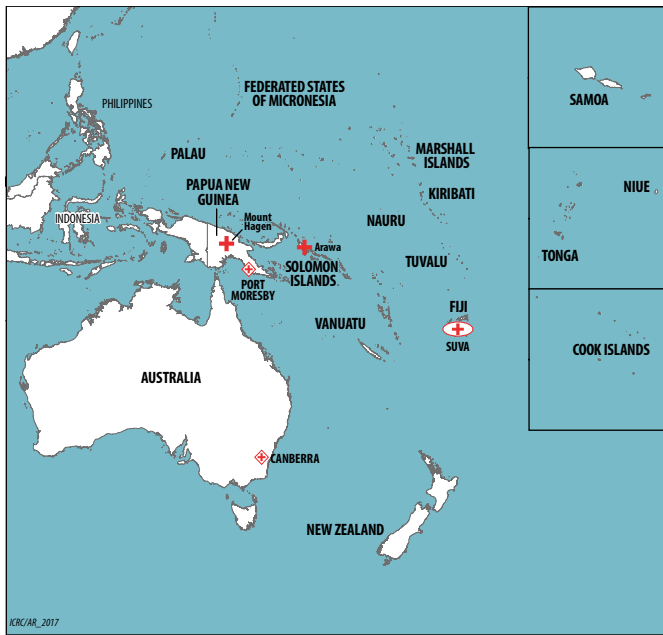 FEDERATED STATES
OF MICRONESIA
SAMOA
PHILIPPINES
PALAU
MARSHALL
ISLANDS
PAPUA NEW
GUINEA
KIRIBATI
NIUE
Mount
Hagen
NAURU
INDONESIA
Arawa
TONGA
SOLOMON
ISLANDS
TUVALU
PORT
MORESBY
FIJI
VANUATU
SUVA
COOK ISLANDS
AUSTRALIA
CANBERRA
NEW ZEALAND
ICRC/AR_2017